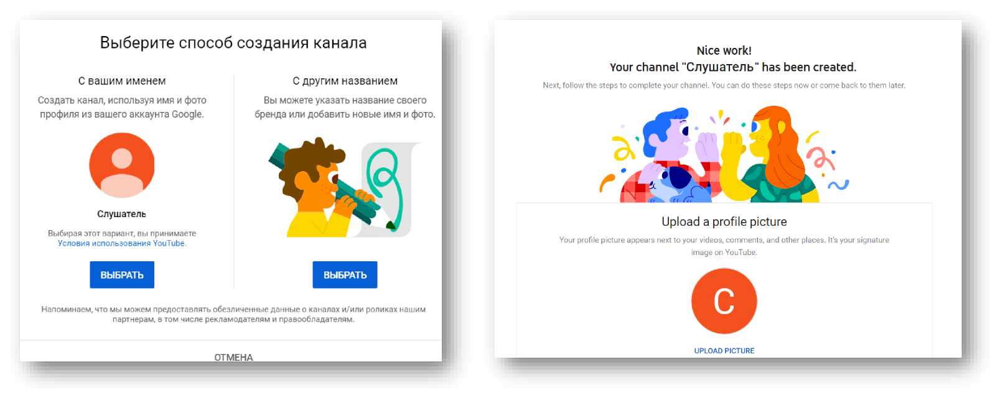 Выберите способ создания канала
С вашим именем
Создать канал, используя имя и фото
профиля из вашего аккаунта Google.
Слушатель
Выбирая этот вариант, вы принимаете
Условия использования YouTube.
ВЫБРАТЬ
С другим названием
Вы можете указать название своего
бренда или добавить новые имя и фото.
ВЫБРАТЬ
Напоминаем, что мы можем предоставлять обезличенные данные о каналах и/или роликах нашим
партнерам, в том числе рекламодателям и правообладателям.
ОТМЕНА
Nice work!
Your channel "Слушатель" has been created.
Next, follow the steps to complete your channel. You can do these steps now or come back to them later.
Upload a profile picture
Your profile picture appears next to your videos, comments, and other places. It's your signature
image on YouTube.
С
UPLOAD PICTURE